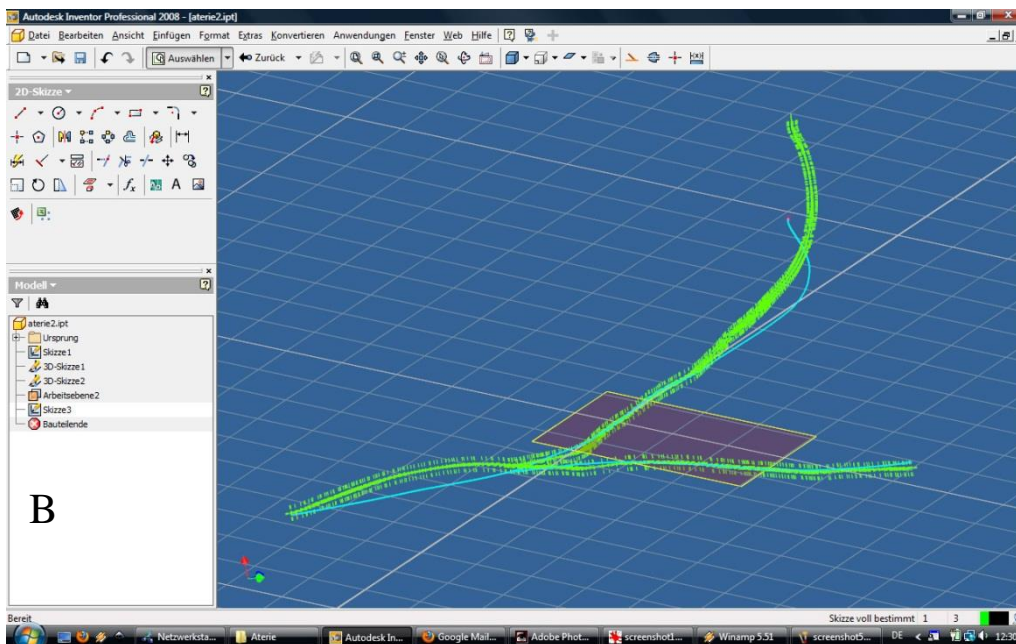 Autodesk Inventor Professional 2008 - [aterie2.ipt]
Datei Bearbeiten Ansicht Einfügen Format Extras Konvertieren Anwendungen Fenster Web Hilfe
Auswählen Zurück
2D-Skizze
fx A
Modell
aterie2.ipt
Ursprung
Skizze1
3D-Skizze1
3D-Skizze2
Arbeitsebene2
Skizze3
Bauteilende
B
Bereit
Skizze voll bestimmt 1 3
Netzwerksta... Aterie Autodesk In... Google Mail... Adobe Phot... screenshot1... Winamp 5.51 screenshot5... DE 12:30